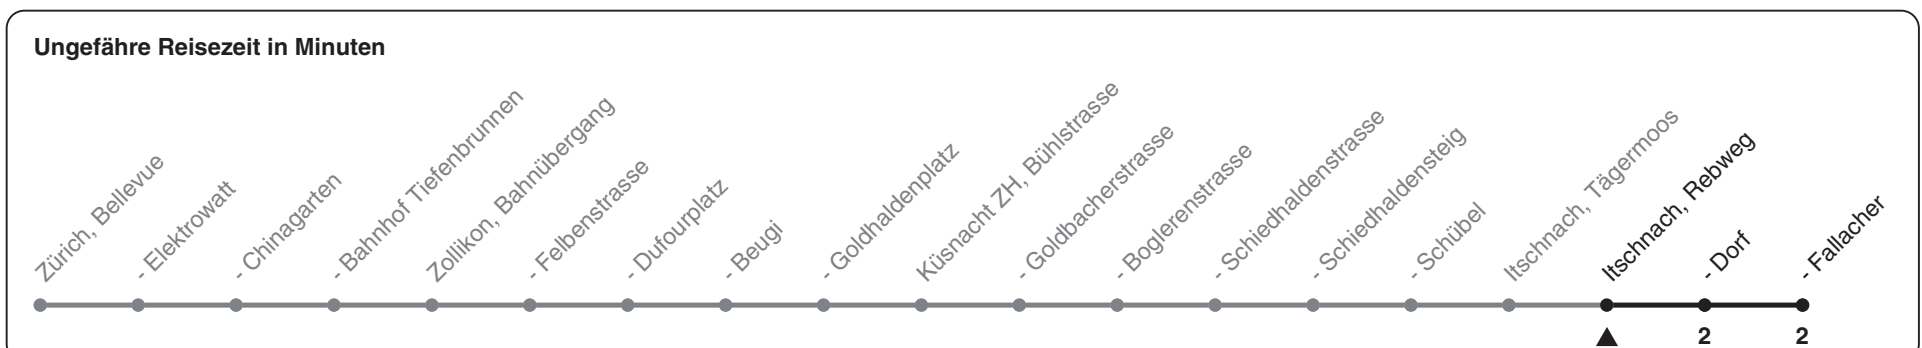 Ungefähre Reisezeit in Minuten
Zürich, Bellevue
- Elektrowatt
- Chinagarten
- Bahnhof Tiefenbrunnen
Zollikon, Bahnübergang
- Felbenstrasse
- Dufourplatz
- Beugi
- Goldhaldenplatz
Küsnacht ZH, Bühlstrasse
- Goldbacherstrasse
- Boglerenstrasse
- Schiedhaldenstrasse
- Schiedhaldensteig
- Schübel
Itschnach, Tägermoos
Itschnach, Rebweg
- Dorf
- Fallacher
2 2